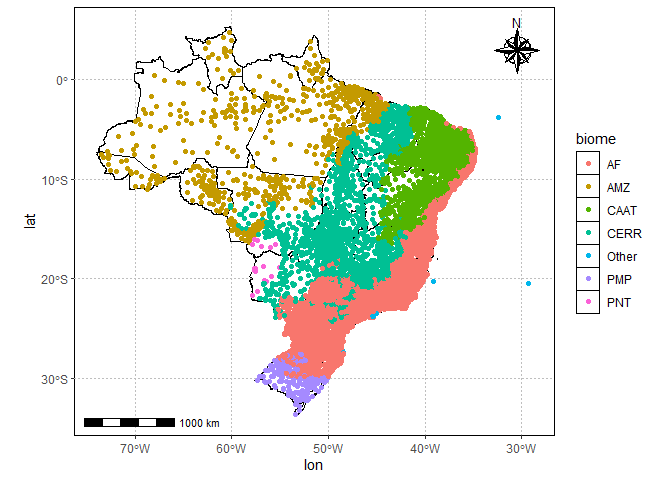 N
lat
0°
10°S
20°S
30°S
1000 km
70°W
60°W
50°W
40°W
30°W
lon
biome
AF
AMZ
CAAT
CERR
Other
PMP
PNT